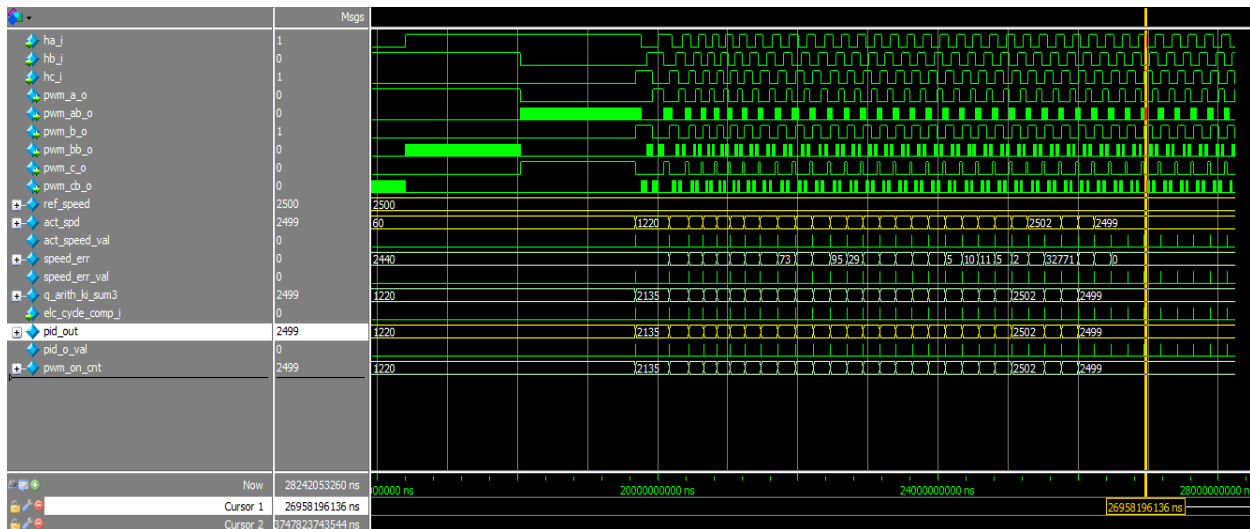 Msgs
ha_i 1
hb_i 0
hc_i 1
pwm_a_o 0
pwm_ab_o 0
pwm_b_o 1
pwm_bb_o 0
pwm_c_o 0
pwm_cb_o 0
ref_speed 2500 2500
act_spd 2499 60 1220 2502 2499
act_speed_val 0
speed_err 0 2440 73 95 29 5 10 11 5 2 32771 0
speed_err_val 0
q_arith_ki_sum3 2499 1220 2135 2502 2499
elc_cycle_comp_i 0
pid_out 2499 1220 2135 2502 2499
pid_o_val 0
pwm_on_cnt 2499 1220 2135 2502 2499
Now 28242053260 ns 00000 ns 20000000000 ns 24000000000 ns 28000000000 n
Cursor 1 26958196136 ns 26958196136 ns
Cursor 2 3747823743544 ns